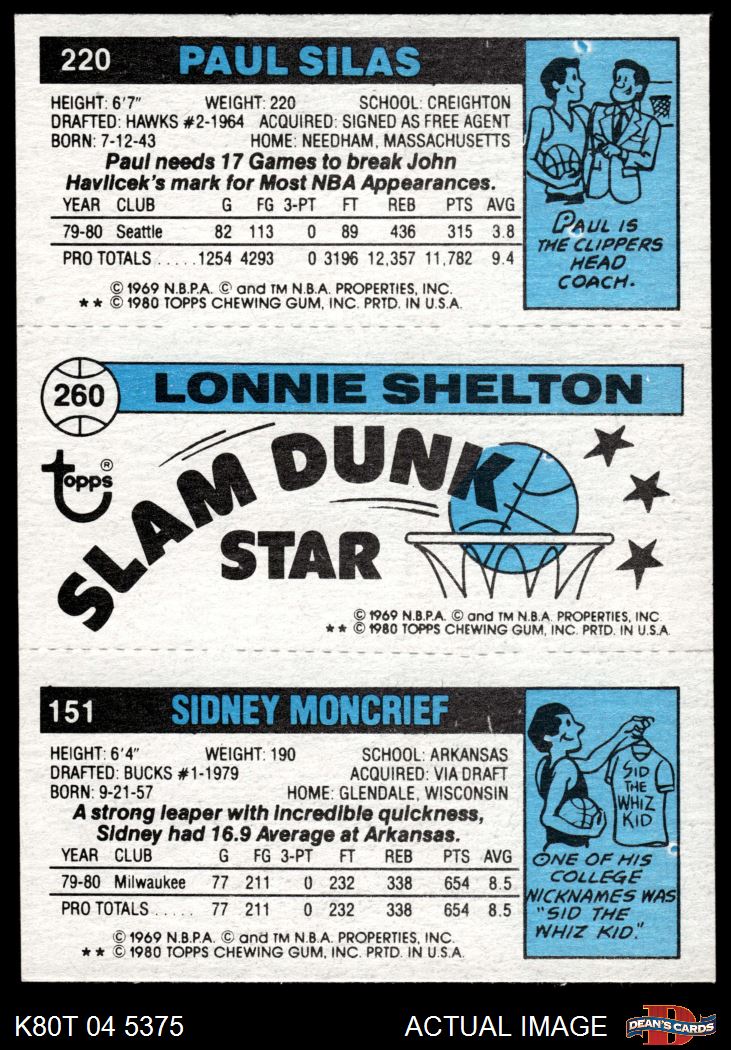 220 PAUL SILAS
HEIGHT: 6'7" WEIGHT: 220 SCHOOL: CREIGHTON
DRAFTED: HAWKS #2-1964 ACQUIRED: SIGNED AS FREE AGENT
BORN: 7-12-43 HOME: NEEDHAM, MASSACHUSETTS
Paul needs 17 Games to break John
Havlicek's mark for Most NBA Appearances.
YEAR CLUB G FG 3-PT FT REB PTS AVG
79-80 Seattle 82 113 0 89 436 315 3.8
PRO TOTALS .....1254 4293 0 3196 12,357 11,782 9.4
© 1969 N.B.P.A. © and TM N.B.A. PROPERTIES, INC.
** © 1980 TOPPS CHEWING GUM, INC. PRTD. IN U.S.A.
PAUL IS
THE CLIPPERS
HEAD
COACH.
260 LONNIE SHELTON
topps®
SLAM DUNK
STAR
© 1969 N.B.P.A. © and TM N.B.A. PROPERTIES, INC.
** © 1980 TOPPS CHEWING GUM, INC. PRTD. IN U.S.A.
151 SIDNEY MONCRIEF
HEIGHT: 6'4" WEIGHT: 190 SCHOOL: ARKANSAS
DRAFTED: BUCKS #1-1979 ACQUIRED: VIA DRAFT
BORN: 9-21-57 HOME: GLENDALE, WISCONSIN
A strong leaper with incredible quickness,
Sidney had 16.9 Average at Arkansas.
YEAR CLUB G FG 3-PT FT REB PTS AVG
79-80 Milwaukee 77 211 0 232 338 654 8.5
PRO TOTALS ..... 77 211 0 232 338 654 8.5
© 1969 N.B.P.A. © and TM N.B.A. PROPERTIES, INC.
** © 1980 TOPPS CHEWING GUM, INC. PRTD. IN U.S.A.
SID
THE
WHIZ
KID
ONE OF HIS
COLLEGE
NICKNAMES WAS
"SID THE
WHIZ KID."
K80T 04 5375 ACTUAL IMAGE D DEAN'S CARDS